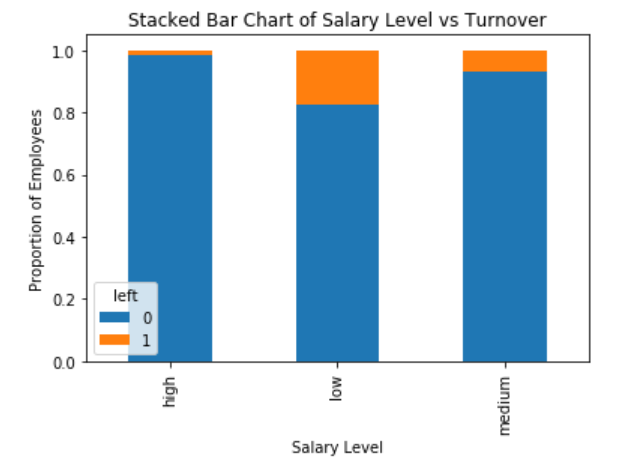 Stacked Bar Chart of Salary Level vs Turnover
Proportion of Employees
1.0
0.8
0.6
0.4
0.2
0.0
left
0
1
high
low
medium
Salary Level